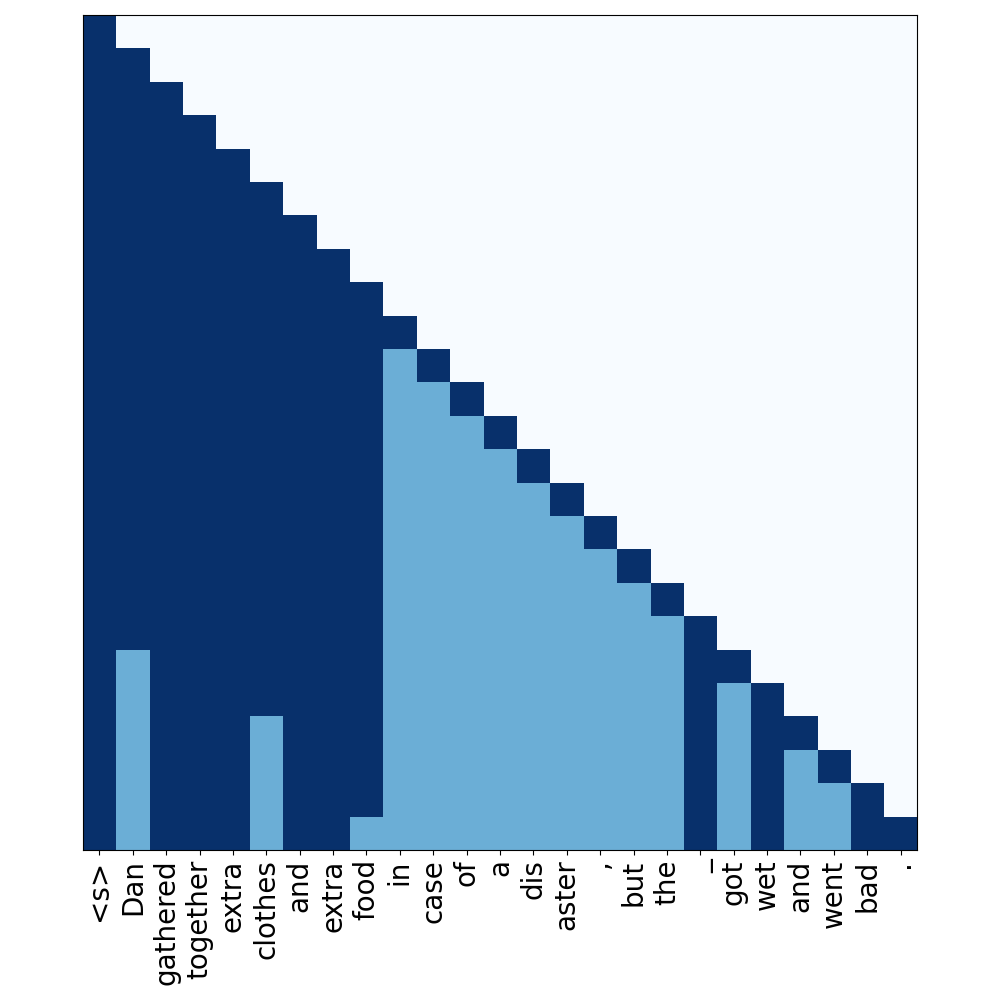 <s> Dan gathered together extra clothes and extra food in case of a dis aster , but the _ got wet and went bad .